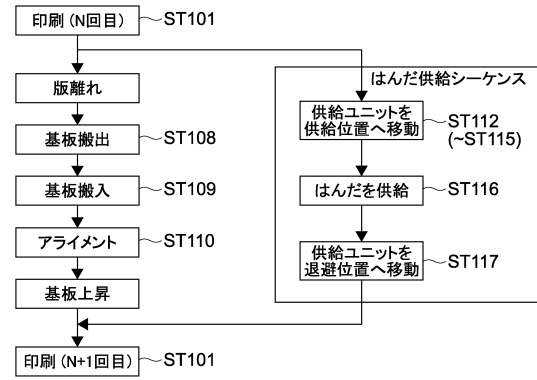 印刷（N回目）
ST101
版離れ
基板搬出
ST108
基板搬入
ST109
アライメント
ST110
基板上昇
印刷（N+1回目）
ST101
はんだ供給シーケンス
供給ユニットを
供給位置へ移動
ST112
(~ST115)
はんだを供給
ST116
供給ユニットを
退避位置へ移動
ST117